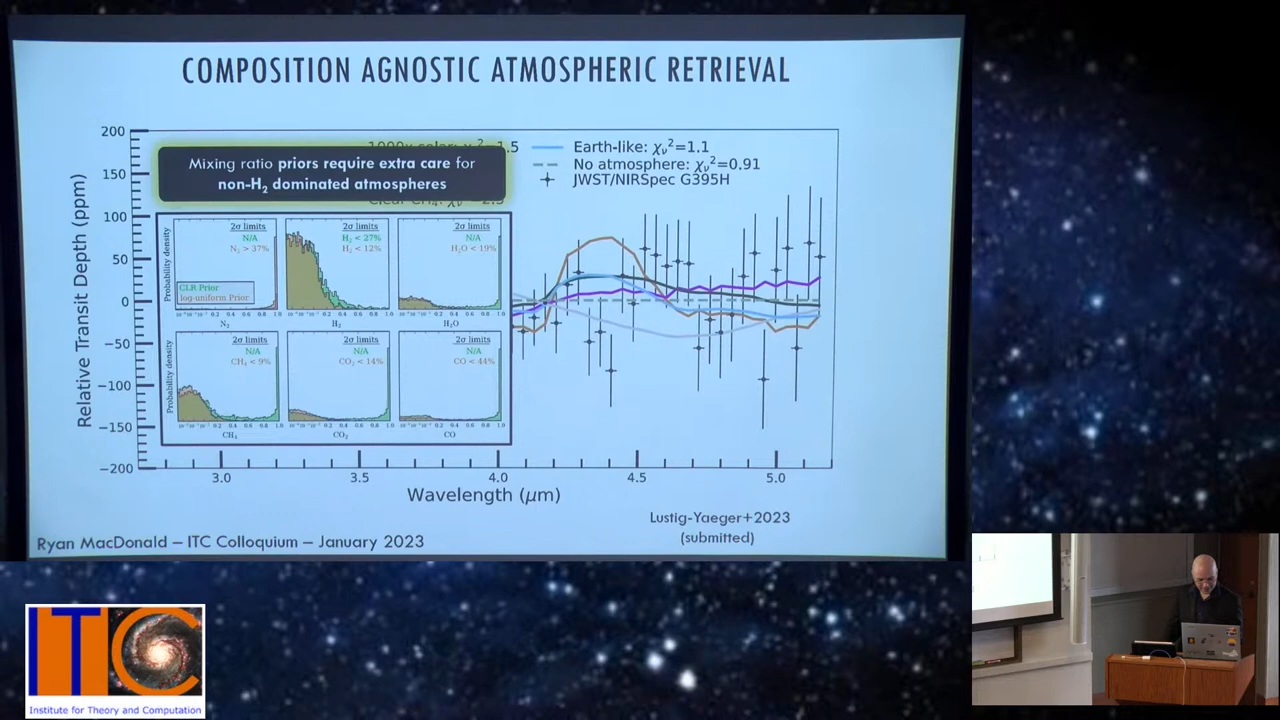 COMPOSITION AGNOSTIC ATMOSPHERIC RETRIEVAL
Mixing ratio priors require extra care for
non-H₂ dominated atmospheres
Earth-like: χᵥ²=1.1
No atmosphere: χᵥ²=0.91
JWST/NIRSpec G395H
Relative Transit Depth (ppm)
200
150
100
50
0
−50
−100
−150
−200
Probability density
2σ limits
N/A
N₂ > 37%
CLR Prior
log-uniform Prior
N₂
2σ limits
H₂ < 27%
H₂ < 12%
H₂
2σ limits
N/A
H₂O < 19%
H₂O
Probability density
2σ limits
N/A
CH₄ < 9%
CH₄
2σ limits
N/A
CO₂ < 14%
CO₂
2σ limits
N/A
CO < 44%
CO
3.0 3.5 4.0 4.5 5.0
Wavelength (μm)
Lustig-Yaeger+2023
(submitted)
Ryan MacDonald – ITC Colloquium – January 2023
ITC
Institute for Theory and Computation